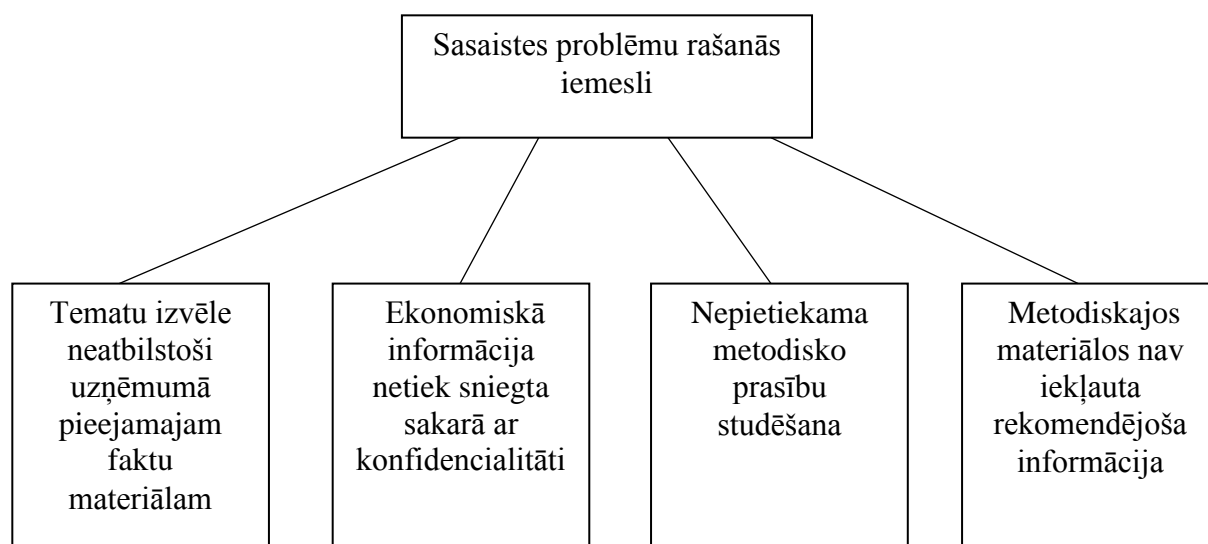 Sasaistes problēmu rašanās
iemesli
Tematu izvēle
neatbilstoši
uzņēmumā
pieejamajam
faktu
materiālam
Ekonomiskā
informācija
netiek sniegta
sakarā ar
konfidencialitāti
Nepietiekama
metodisko
prasību
studēšana
Metodiskajos
materiālos nav
iekļauta
rekomendējoša
informācija